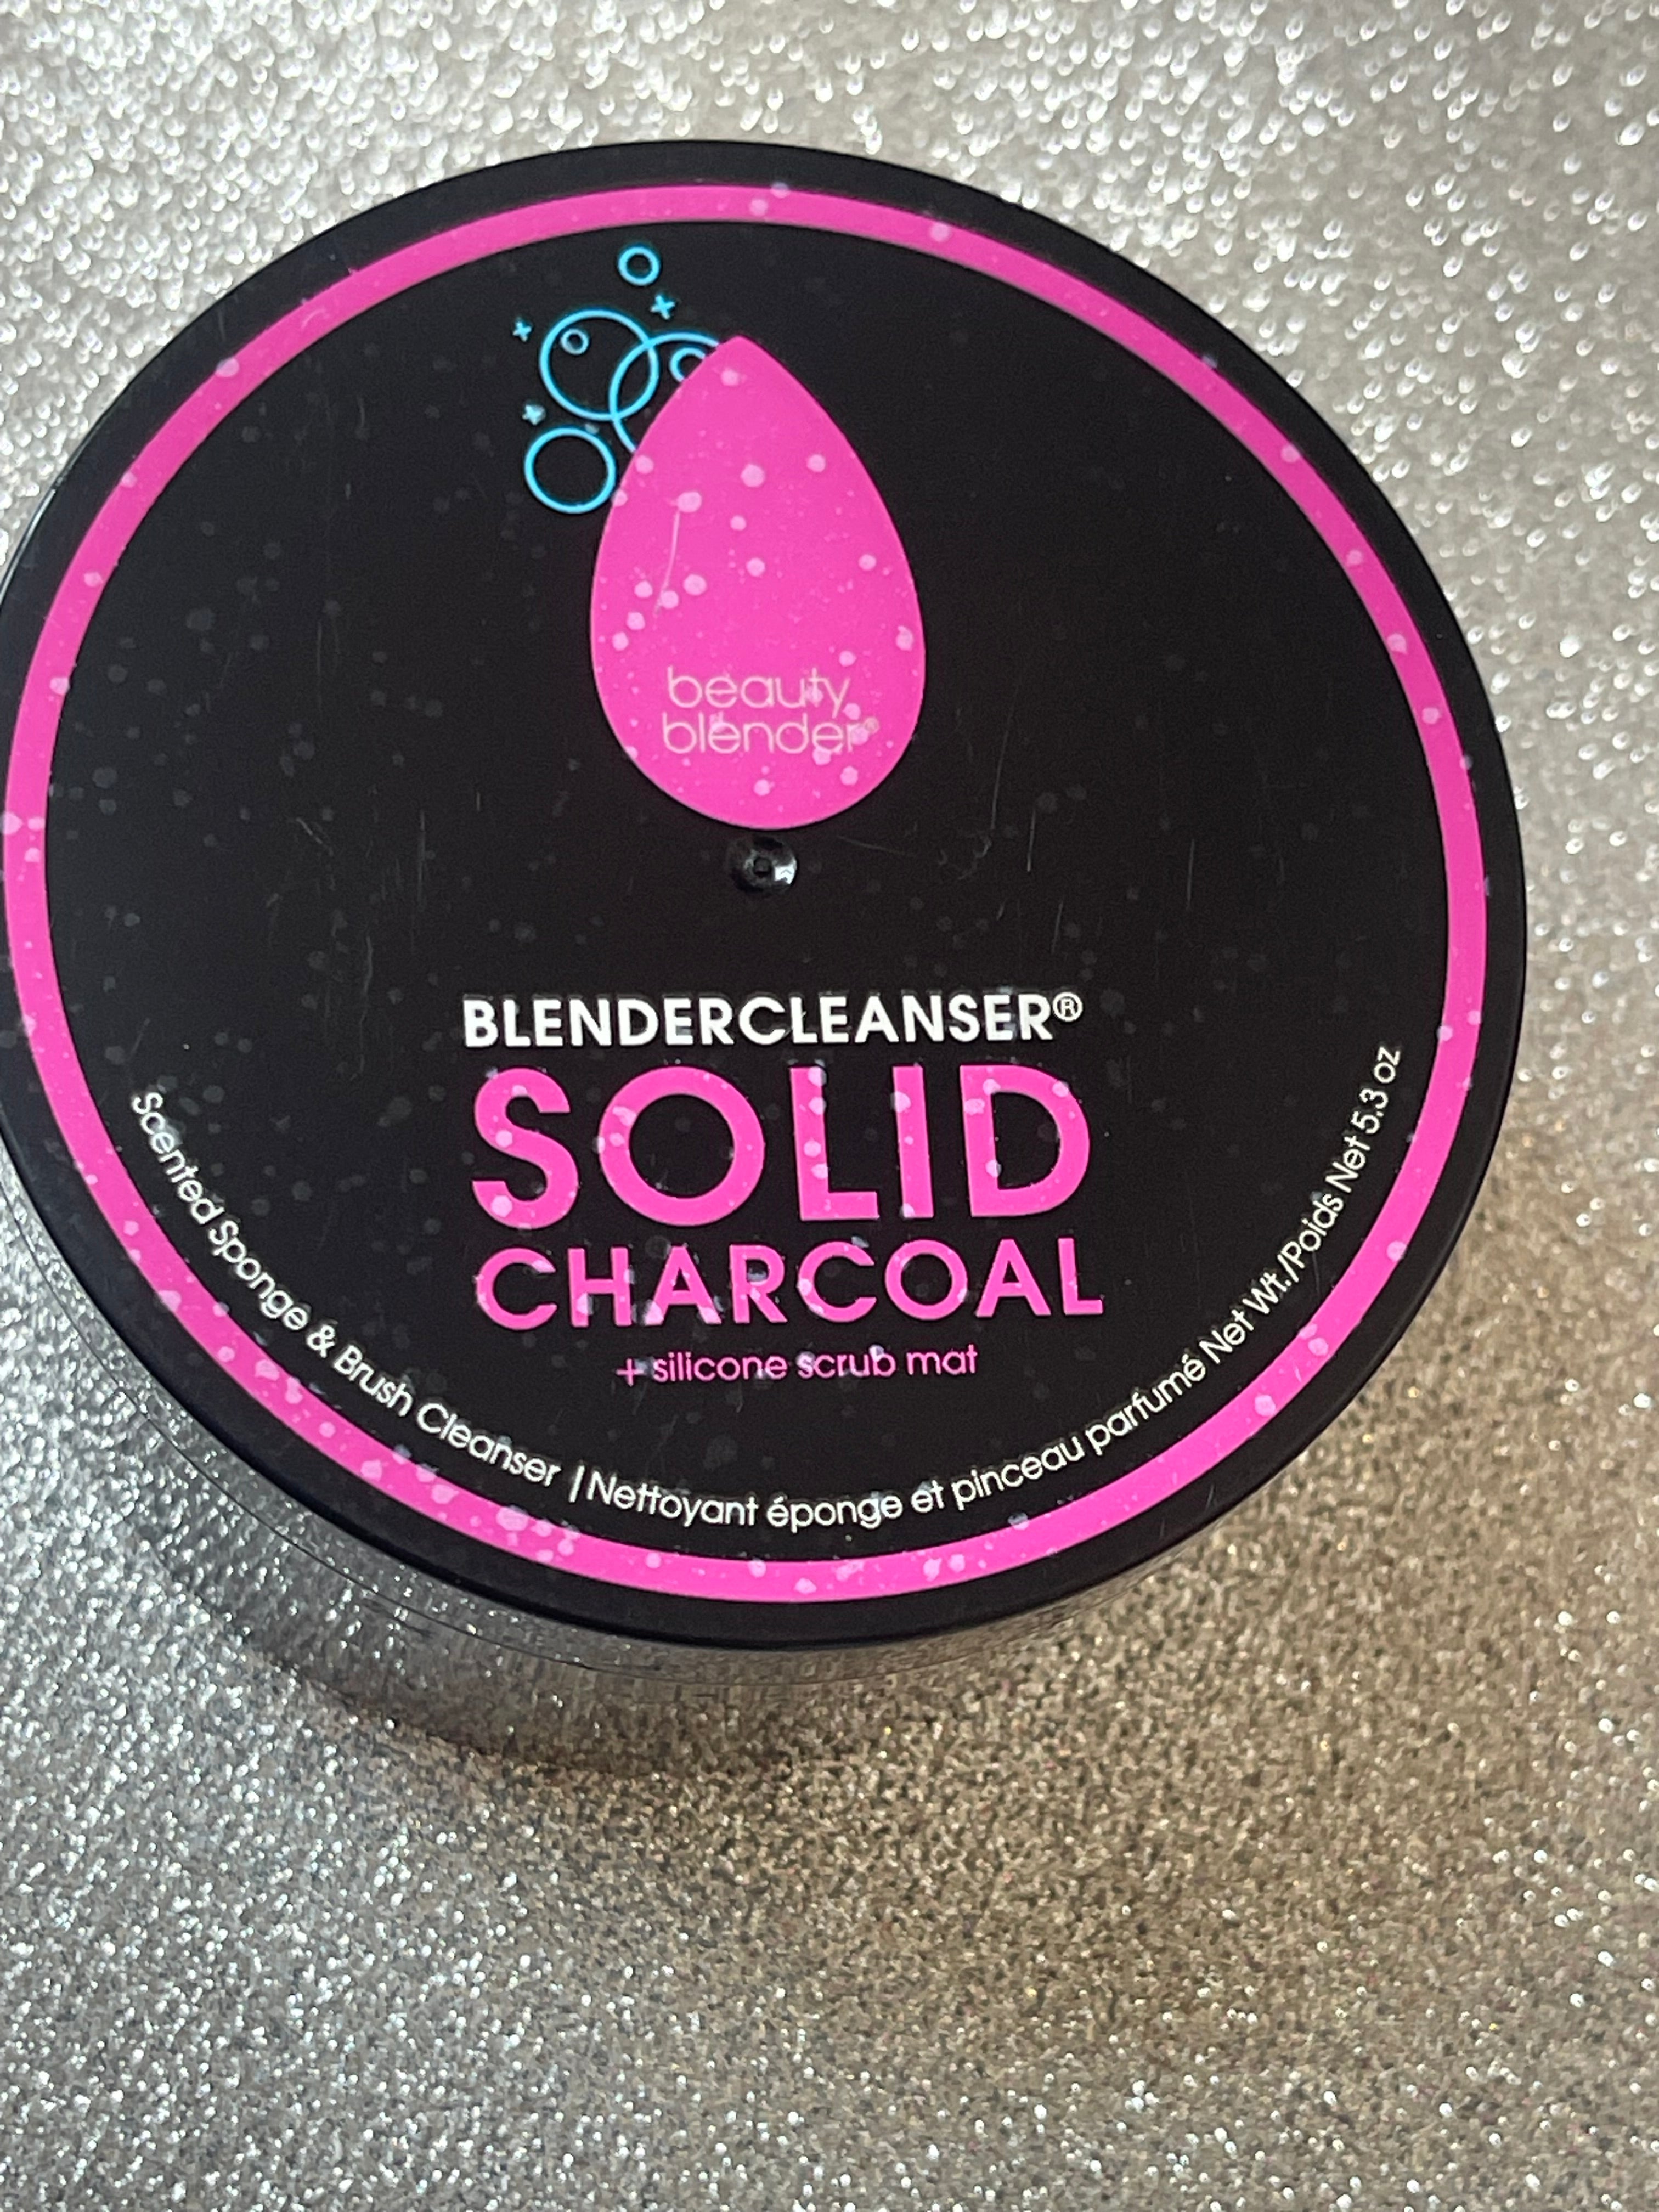 beauty
blender®
BLENDERCLEANSER®
SOLID
CHARCOAL
+ silicone scrub mat
Scented Sponge & Brush Cleanser | Nettoyant éponge et pinceau parfumé Net Wt./Poids Net 5.3 oz